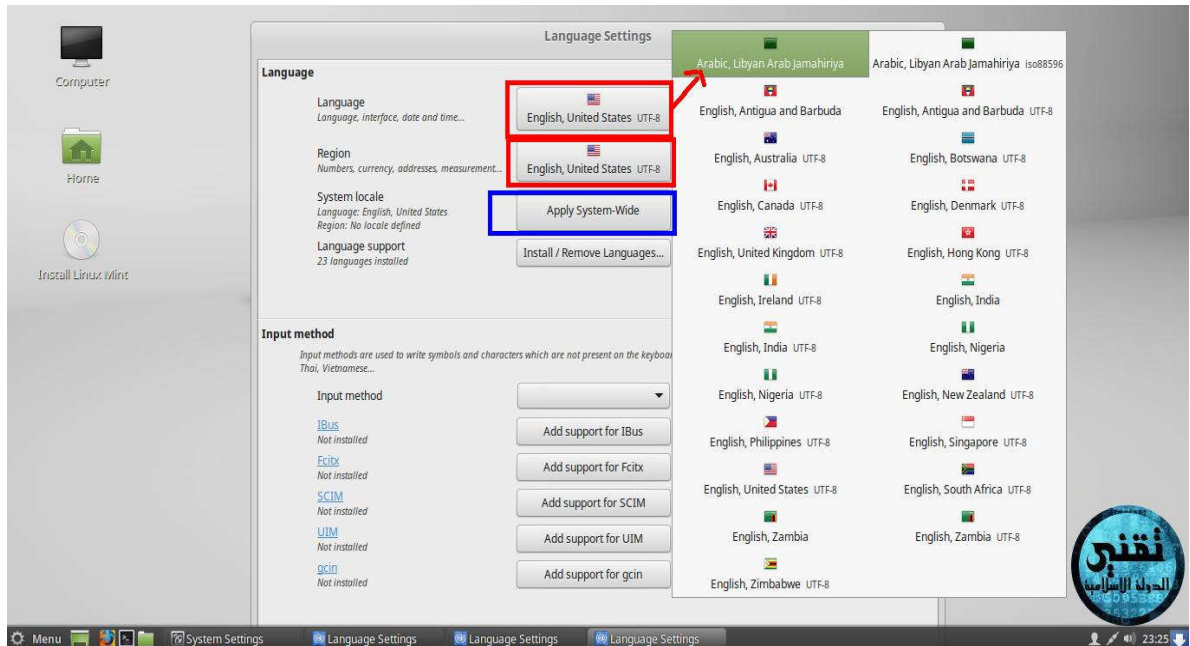 Language Settings
Computer
Home
Install Linux Mint
Language
Language
Language, interface, date and time...
English, United States UTF-8
Region
Numbers, currency, addresses, measurement...
English, United States UTF-8
System locale
Language: English, United States
Region: No locale defined
Apply System-Wide
Language support
23 languages installed
Install / Remove Languages...
Input method
Input methods are used to write symbols and characters which are not present on the keyboar
Thai, Vietnamese...
Input method
IBus
Not installed
Add support for IBus
Fcitx
Not installed
Add support for Fcitx
SCIM
Not installed
Add support for SCIM
UIM
Not installed
Add support for UIM
gcin
Not installed
Add support for gcin
Arabic, Libyan Arab Jamahiriya
Arabic, Libyan Arab Jamahiriya iso88596
English, Antigua and Barbuda
English, Antigua and Barbuda UTF-8
English, Australia UTF-8
English, Botswana UTF-8
English, Canada UTF-8
English, Denmark UTF-8
English, United Kingdom UTF-8
English, Hong Kong UTF-8
English, Ireland UTF-8
English, India
English, India UTF-8
English, Nigeria
English, Nigeria UTF-8
English, New Zealand UTF-8
English, Philippines UTF-8
English, Singapore UTF-8
English, United States UTF-8
English, South Africa UTF-8
English, Zambia
English, Zambia UTF-8
English, Zimbabwe UTF-8
تقني
الدولة الإسلامية
Menu
System Settings
Language Settings
Language Settings
Language Settings
23:25